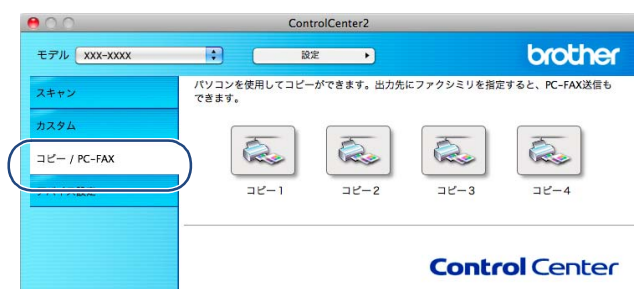 ControlCenter2
モデル XXX-XXXX 設定 brother
スキャン
カスタム
コピー / PC-FAX
パソコンを使用してコピーができます。出力先にファクシミリを指定すると、PC-FAX送信も
できます。
コピー1 コピー2 コピー3 コピー4
Control Center